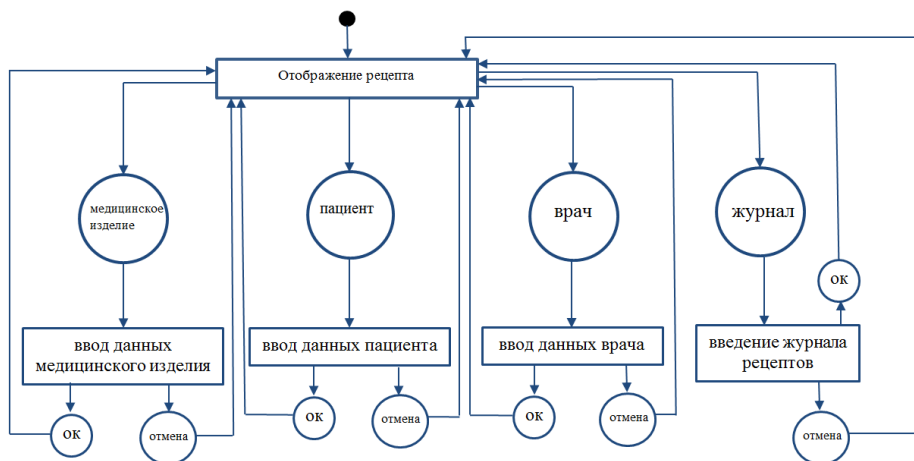 Отображение рецепта
медицинское
изделие
пациент
врач
журнал
ок
ввод данных
медицинского изделия
ввод данных пациента
ввод данных врача
введение журнала
рецептов
ок
отмена
ок
отмена
ок
отмена
отмена